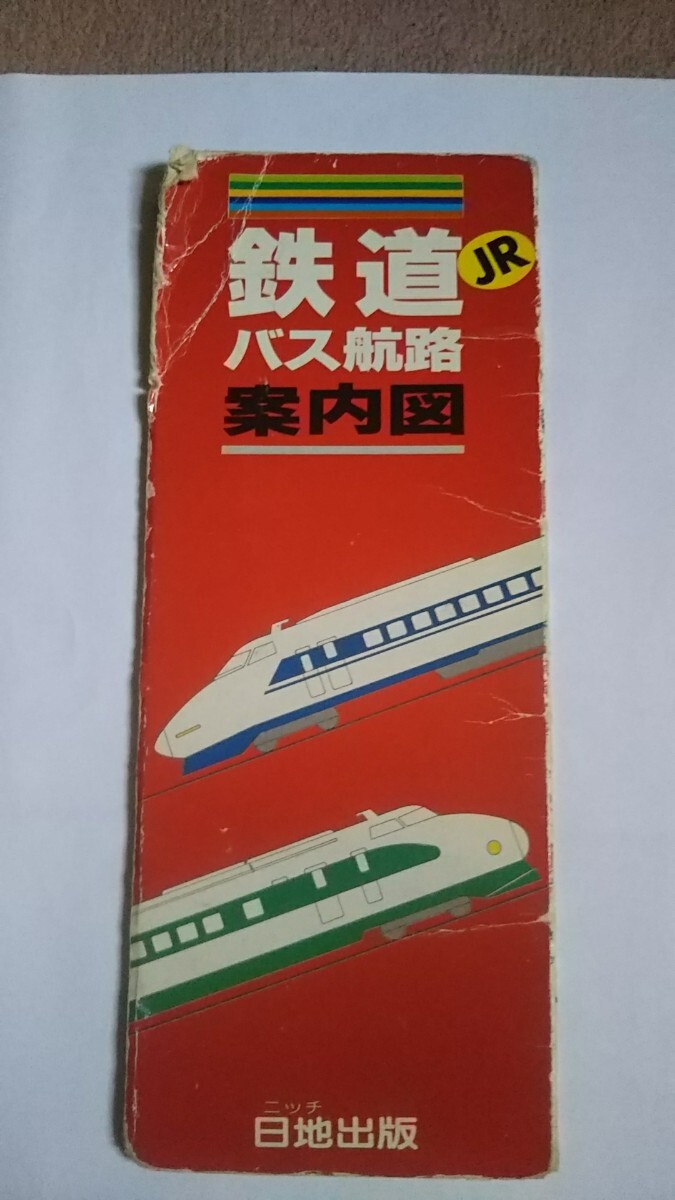 鉄道
JR
バス航路
案内図
ニッチ
日地出版